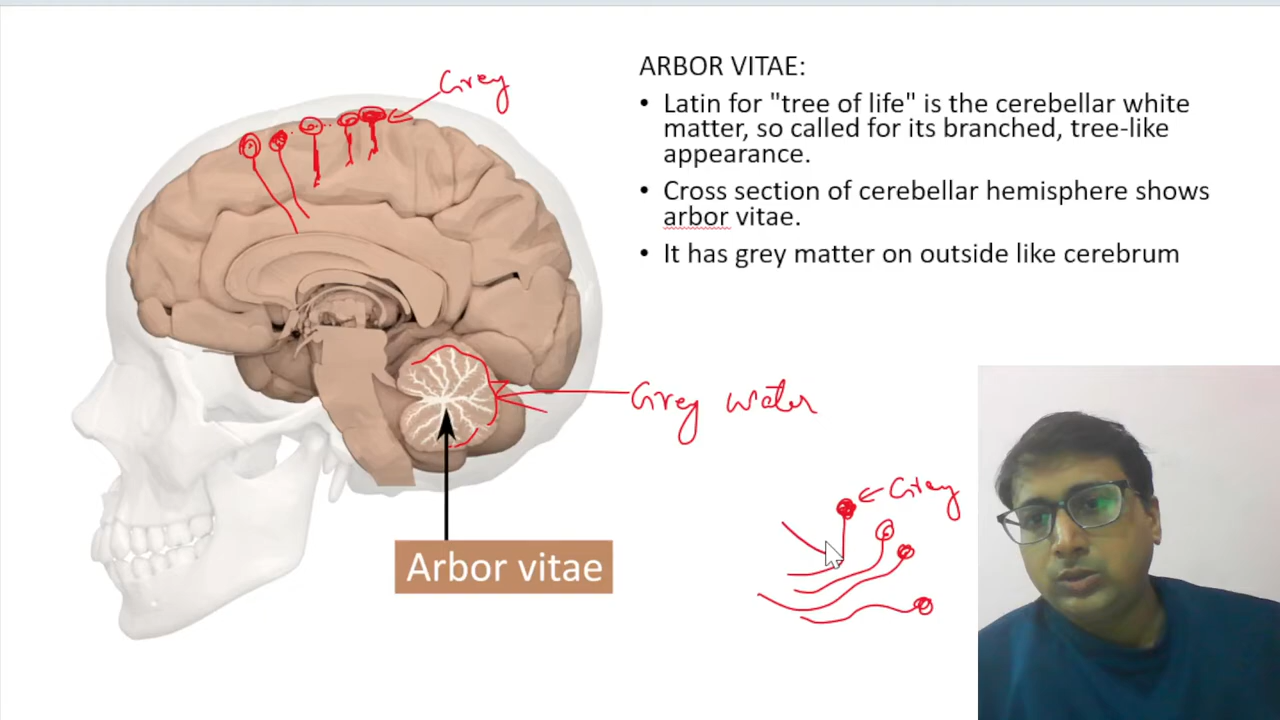 Grey
ARBOR VITAE:
• Latin for "tree of life" is the cerebellar white
matter, so called for its branched, tree-like
appearance.
• Cross section of cerebellar hemisphere shows
arbor vitae.
• It has grey matter on outside like cerebrum
Grey water
Grey
Arbor vitae